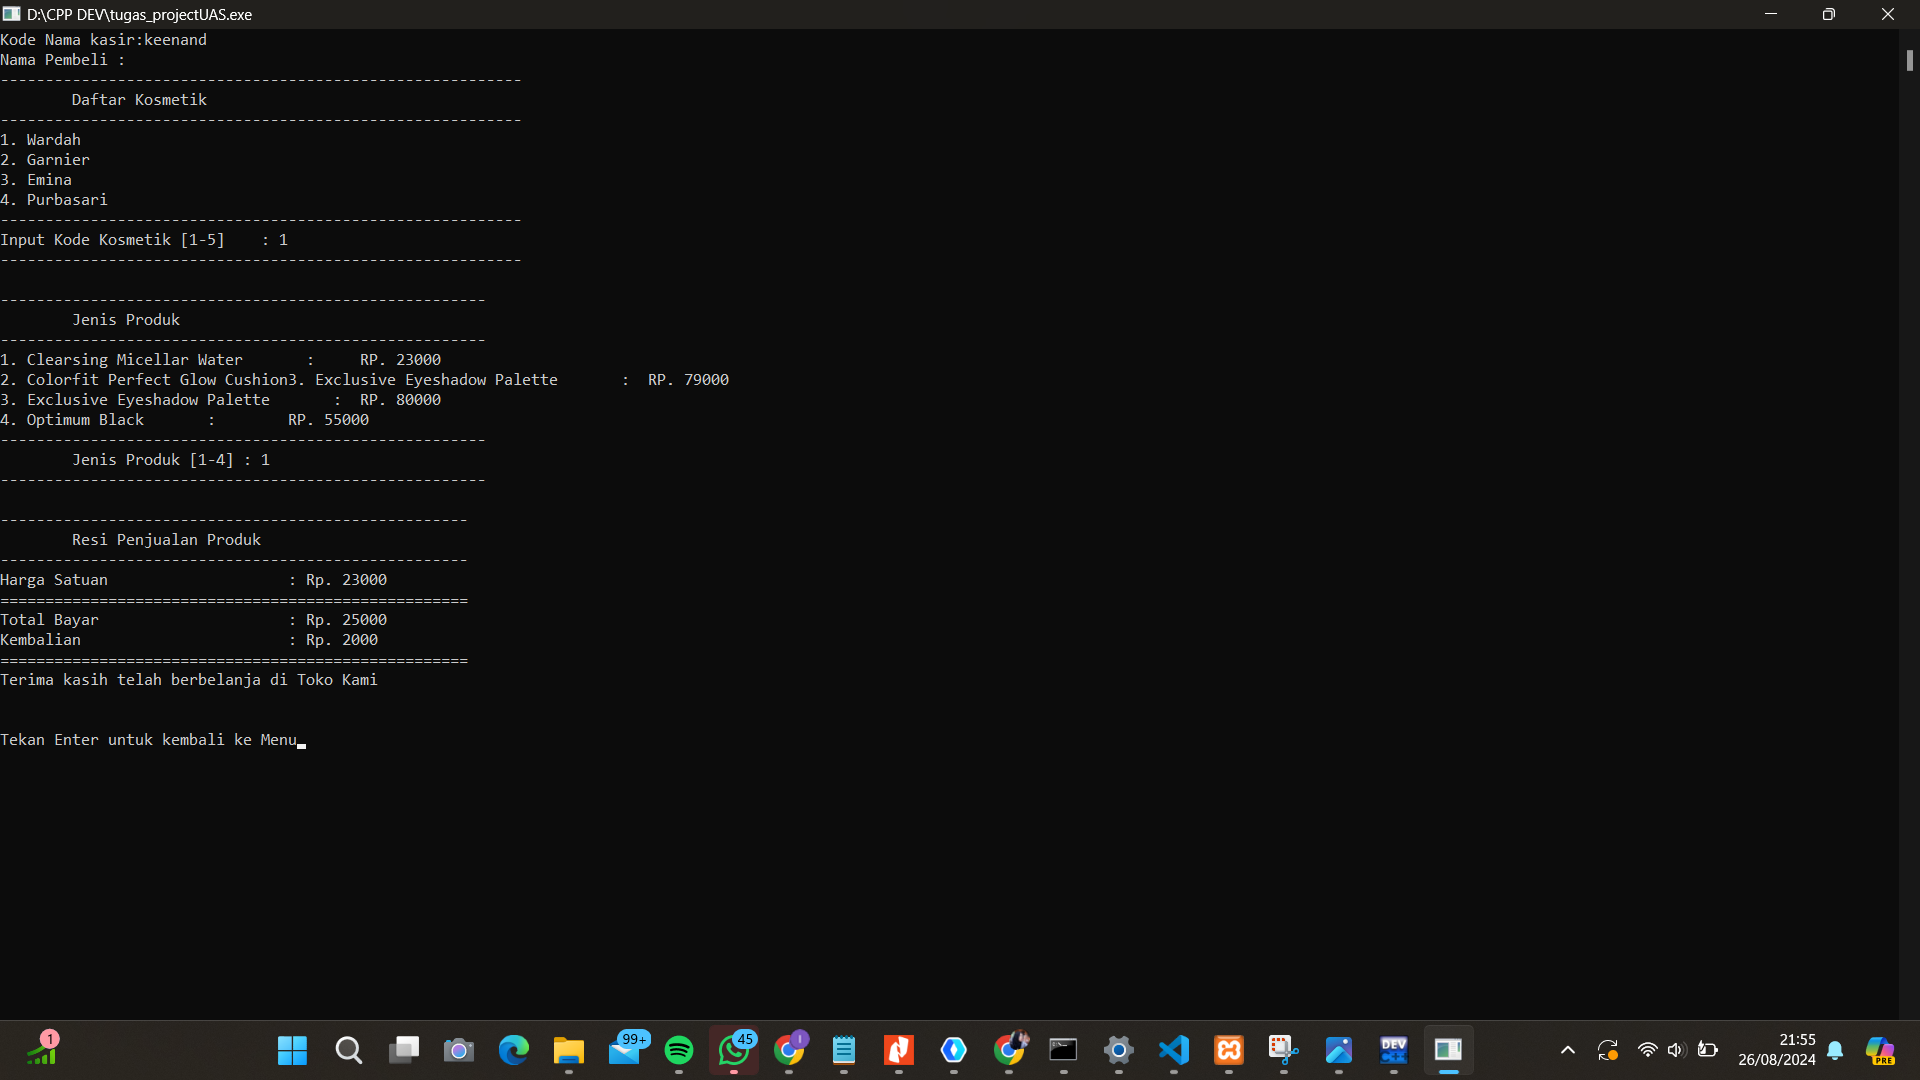 D:\CPP DEV\tugas_projectUAS.exe
Kode Nama kasir:keenand
Nama Pembeli :
----------------------------------------------------------
Daftar Kosmetik
----------------------------------------------------------
1. Wardah
2. Garnier
3. Emina
4. Purbasari
----------------------------------------------------------
Input Kode Kosmetik [1-5]    : 1
----------------------------------------------------------
------------------------------------------------------
Jenis Produk
------------------------------------------------------
1. Clearsing Micellar Water       :     RP. 23000
2. Colorfit Perfect Glow Cushion3. Exclusive Eyeshadow Palette       :  RP. 79000
3. Exclusive Eyeshadow Palette       :  RP. 80000
4. Optimum Black       :        RP. 55000
------------------------------------------------------
Jenis Produk [1-4] : 1
------------------------------------------------------
----------------------------------------------------
Resi Penjualan Produk
----------------------------------------------------
Harga Satuan                    : Rp. 23000
====================================================
Total Bayar                     : Rp. 25000
Kembalian                       : Rp. 2000
====================================================
Terima kasih telah berbelanja di Toko Kami
Tekan Enter untuk kembali ke Menu
1
99+
45
I
DEV
C++
21:55
26/08/2024
PRE